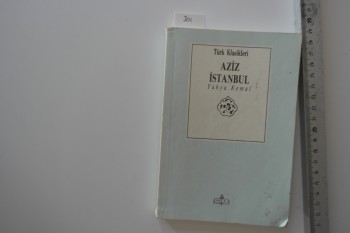 Türk Klasikleri
AZİZ
İSTANBUL
Yahya Kemal